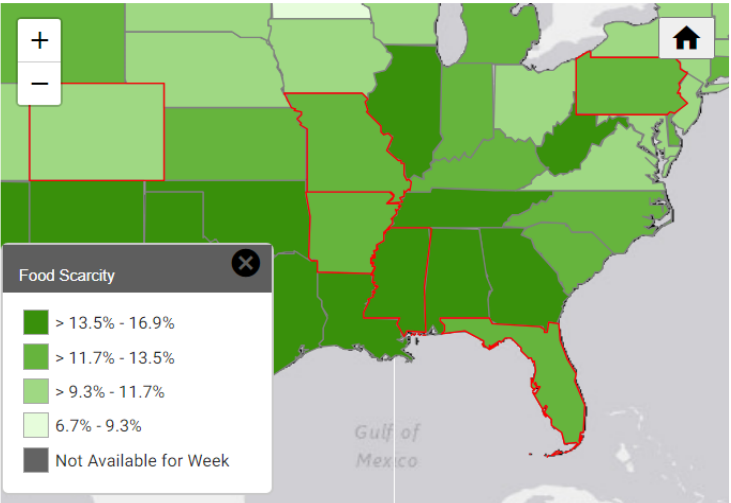 +
−
Food Scarcity
> 13.5% - 16.9%
> 11.7% - 13.5%
> 9.3% - 11.7%
6.7% - 9.3%
Not Available for Week
Gulf of
Mexico